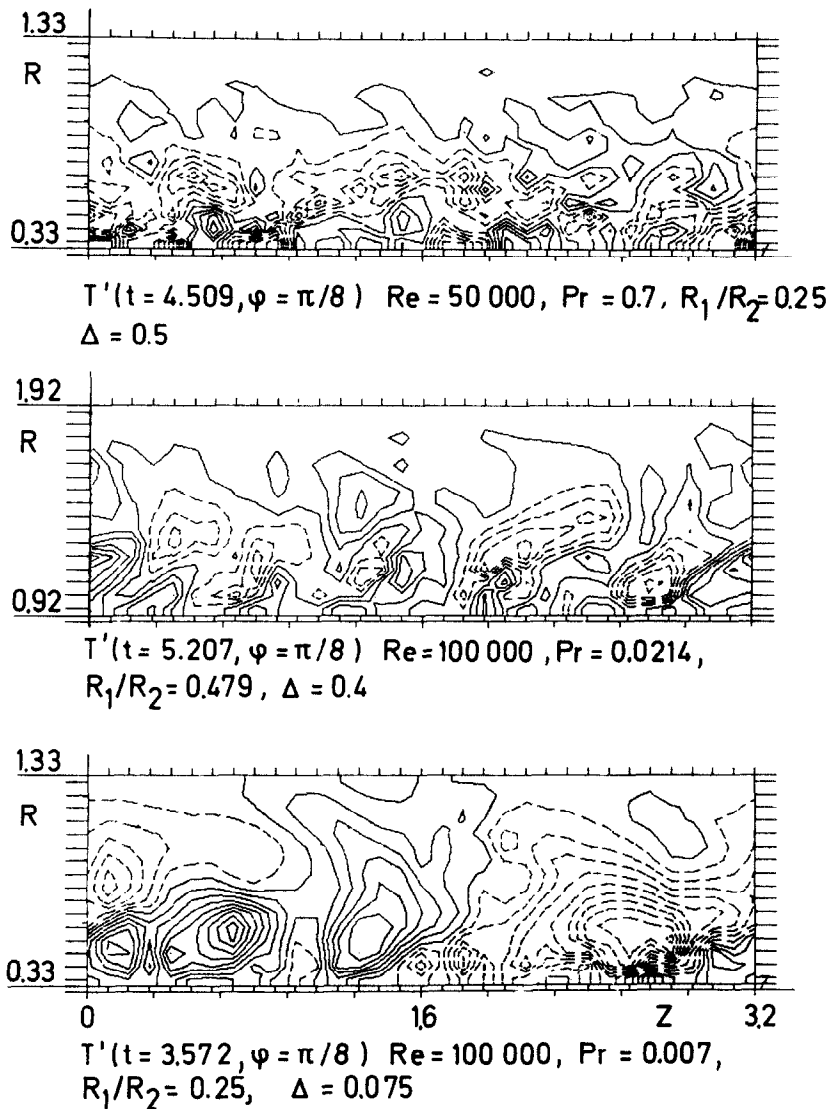 1.33
R
0.33
Z
T'(t = 4.509, φ = π/8) Re = 50 000, Pr = 0.7, R₁/R₂=0.25
Δ = 0.5
1.92
R
0.92
Z
T'(t = 5.207, φ = π/8) Re = 100 000, Pr = 0.0214,
R₁/R₂= 0.479, Δ = 0.4
1.33
R
0.33
Z
0 1,6 Z 3,2
T'(t = 3.572, φ = π/8) Re = 100 000, Pr = 0.007,
R₁/R₂ = 0.25, Δ = 0.075